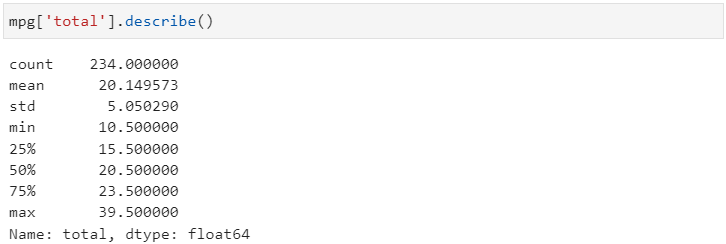 mpg['total'].describe()
count    234.000000
mean      20.149573
std        5.050290
min       10.500000
25%       15.500000
50%       20.500000
75%       23.500000
max       39.500000
Name: total, dtype: float64